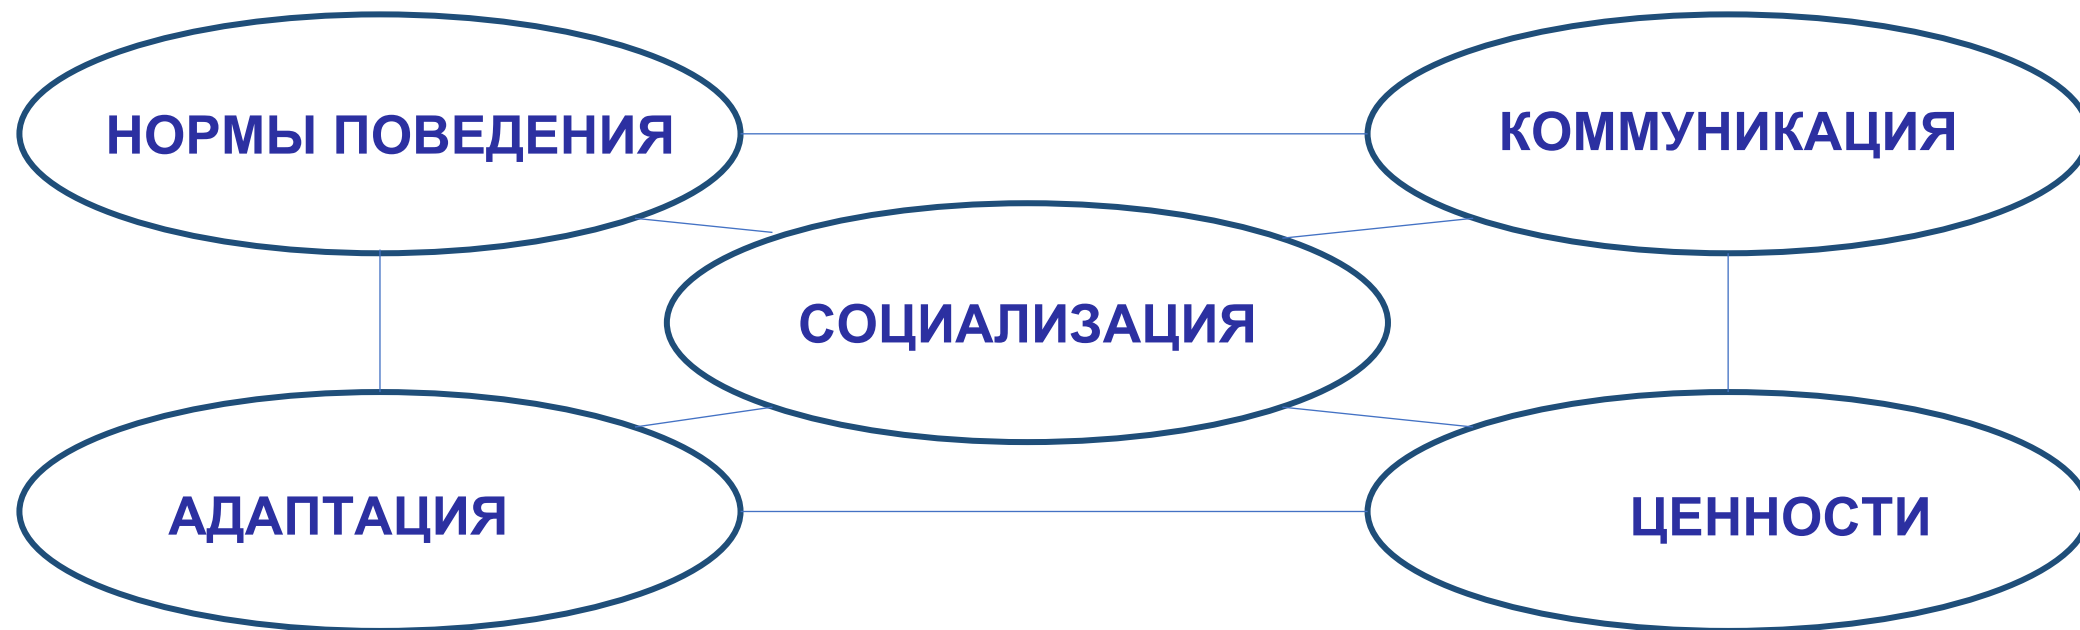 НОРМЫ ПОВЕДЕНИЯ
КОММУНИКАЦИЯ
СОЦИАЛИЗАЦИЯ
АДАПТАЦИЯ
ЦЕННОСТИ